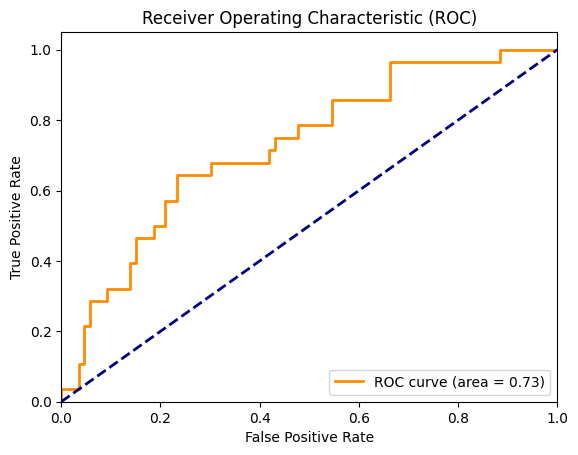 Receiver Operating Characteristic (ROC)
1.0
0.8
0.6
0.4
0.2
0.0
True Positive Rate
ROC curve (area = 0.73)
0.0 0.2 0.4 0.6 0.8 1.0
False Positive Rate